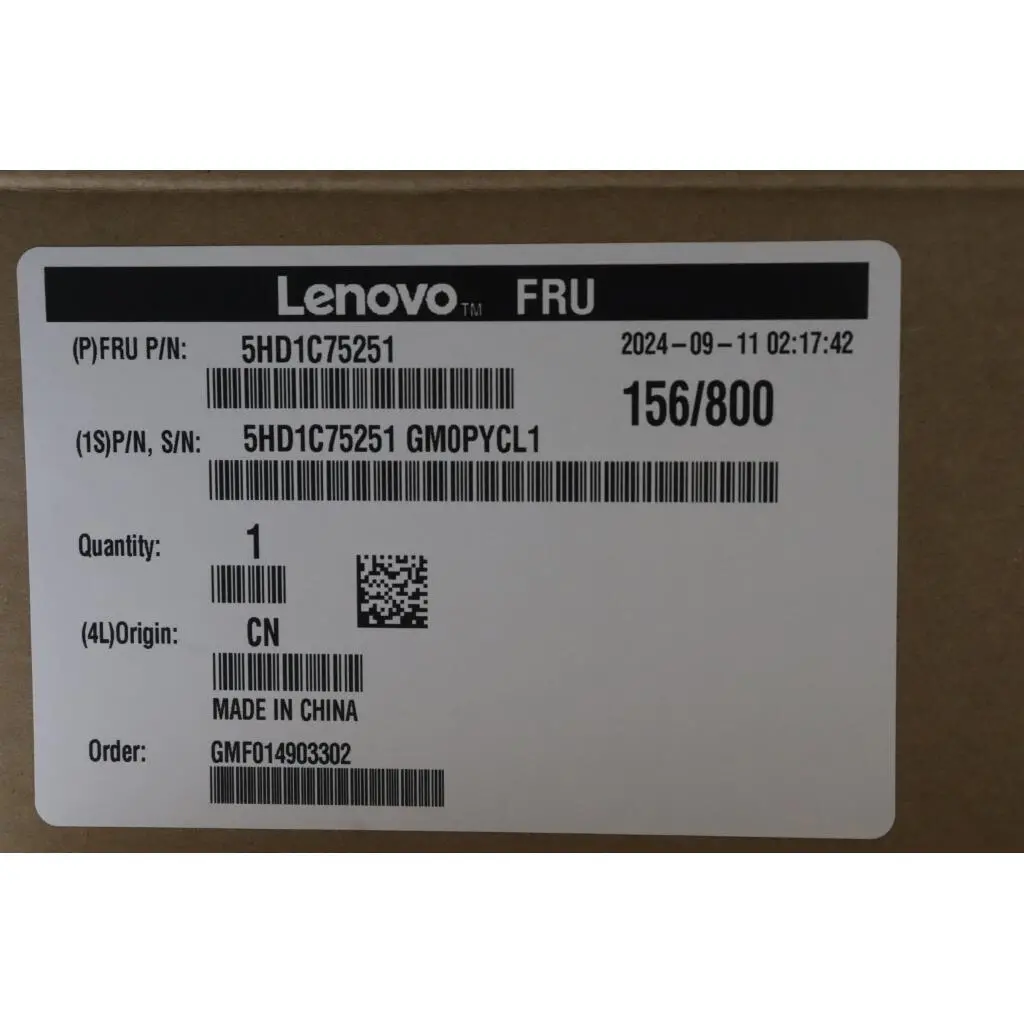 Lenovo™ FRU
(P)FRU P/N: 5HD1C75251 2024-09-11 02:17:42
156/800
(1S)P/N, S/N: 5HD1C75251 GM0PYCL1
Quantity: 1
(4L)Origin: CN
MADE IN CHINA
Order: GMF014903302